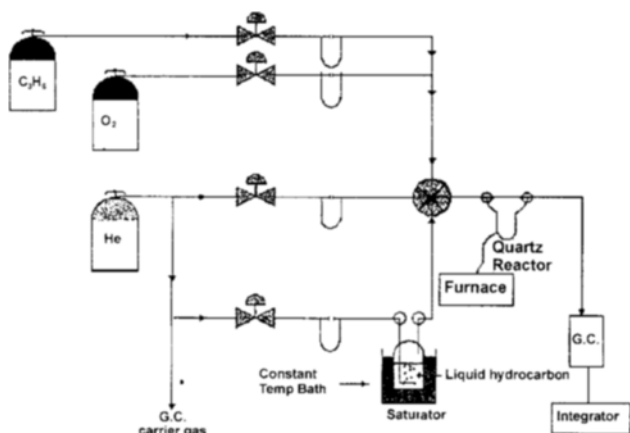 C₃H₆
O₂
He
Quartz
Reactor
Furnace
G.C.
Constant
Temp Bath
Liquid hydrocarbon
Saturator
Integrator
G.C.
carrier gas